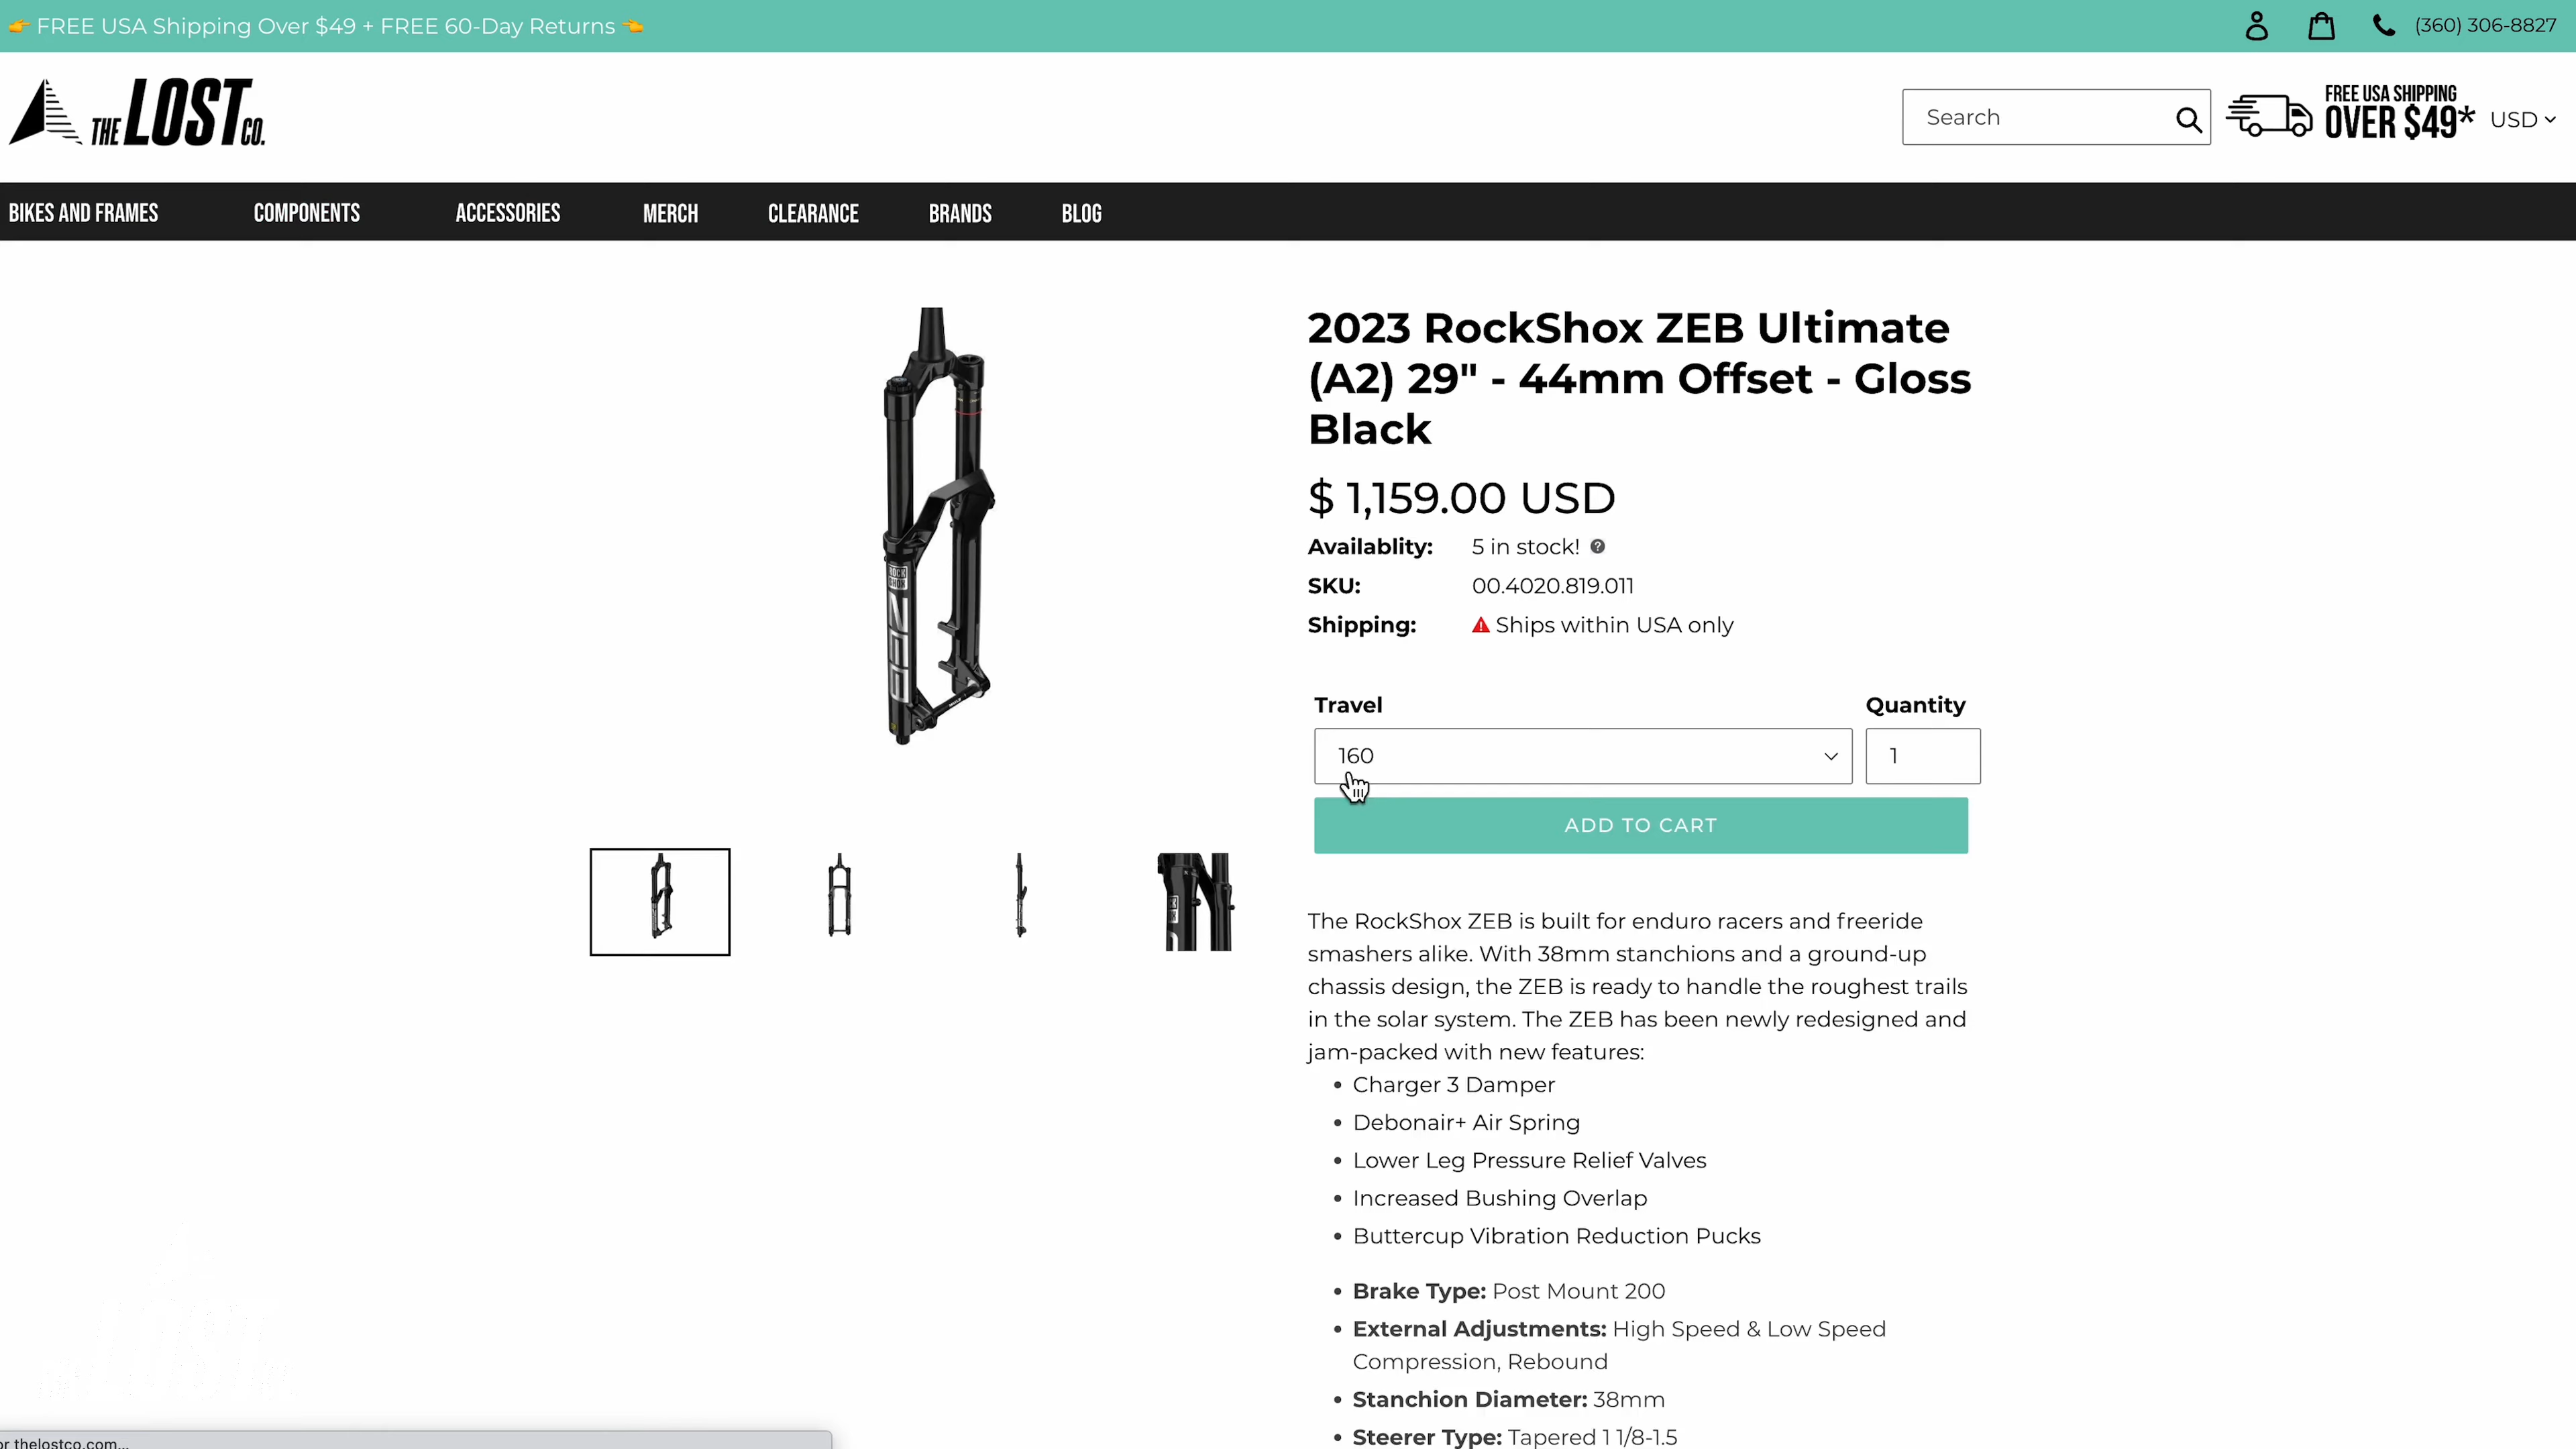 👉 FREE USA Shipping Over $49 + FREE 60-Day Returns 👈
(360) 306-8827
THE LOST CO.
Search
FREE USA SHIPPING
OVER $49*
USD
BIKES AND FRAMES COMPONENTS ACCESSORIES MERCH CLEARANCE BRANDS BLOG
2023 RockShox ZEB Ultimate
(A2) 29" - 44mm Offset - Gloss
Black
$ 1,159.00 USD
Availablity: 5 in stock!
SKU: 00.4020.819.011
Shipping: Ships within USA only
Travel Quantity
160 1
ADD TO CART
ROCK
SHOX
ZEB
The RockShox ZEB is built for enduro racers and freeride
smashers alike. With 38mm stanchions and a ground-up
chassis design, the ZEB is ready to handle the roughest trails
in the solar system. The ZEB has been newly redesigned and
jam-packed with new features:
• Charger 3 Damper
• Debonair+ Air Spring
• Lower Leg Pressure Relief Valves
• Increased Bushing Overlap
• Buttercup Vibration Reduction Pucks
• Brake Type: Post Mount 200
• External Adjustments: High Speed & Low Speed
Compression, Rebound
• Stanchion Diameter: 38mm
• Steerer Type: Tapered 1 1/8-1.5
or thelostco.com...